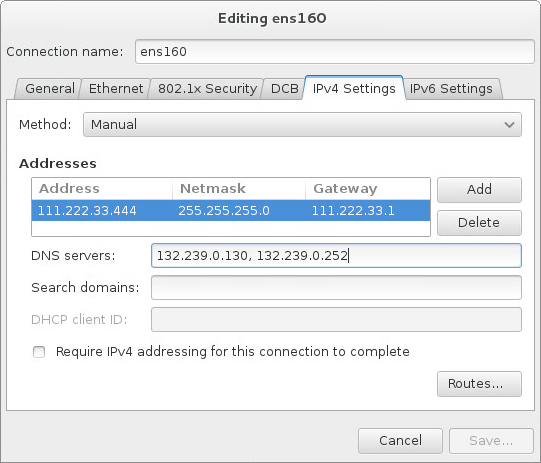 Editing ens160
Connection name: ens160
General Ethernet 802.1x Security DCB IPv4 Settings IPv6 Settings
Method: Manual
Addresses
Address Netmask Gateway
111.222.33.444 255.255.255.0 111.222.33.1
Add
Delete
DNS servers: 132.239.0.130, 132.239.0.252
Search domains:
DHCP client ID:
Require IPv4 addressing for this connection to complete
Routes...
Cancel Save...